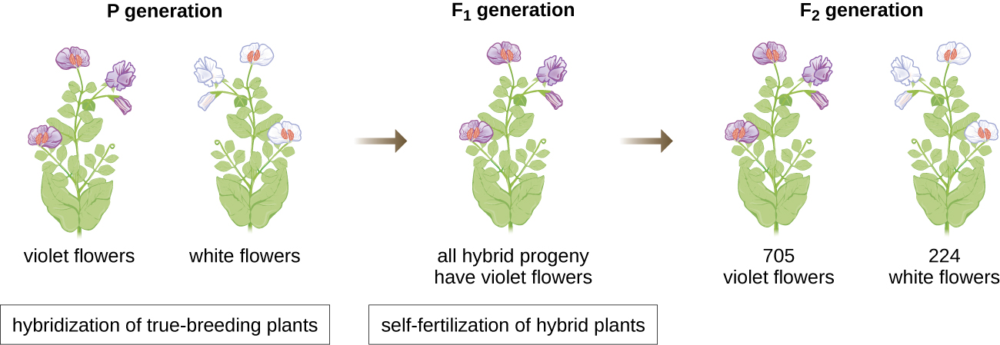 P generation
F₁ generation
F₂ generation
violet flowers
white flowers
all hybrid progeny
have violet flowers
705
violet flowers
224
white flowers
hybridization of true-breeding plants
self-fertilization of hybrid plants